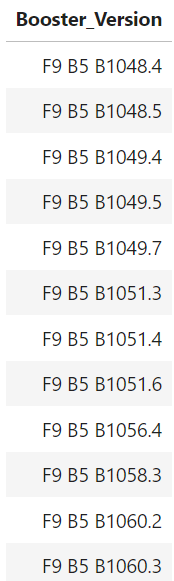 Booster_Version
F9 B5 B1048.4
F9 B5 B1048.5
F9 B5 B1049.4
F9 B5 B1049.5
F9 B5 B1049.7
F9 B5 B1051.3
F9 B5 B1051.4
F9 B5 B1051.6
F9 B5 B1056.4
F9 B5 B1058.3
F9 B5 B1060.2
F9 B5 B1060.3